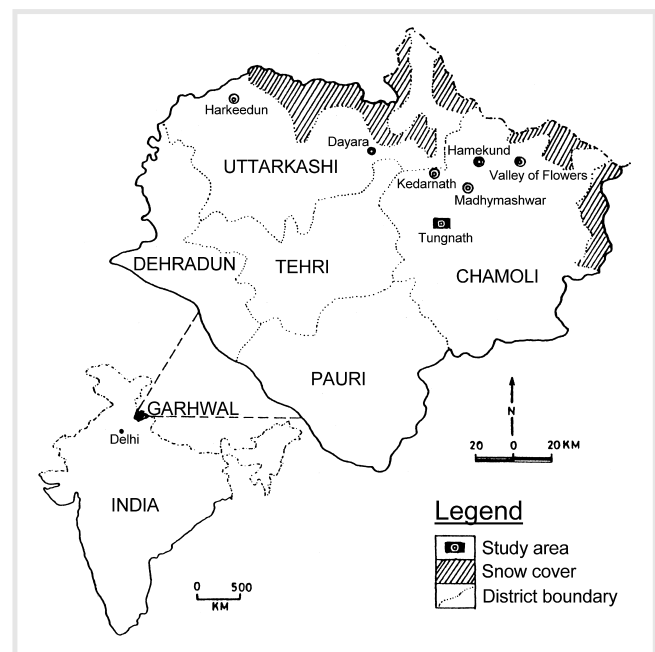 Harkeedun
Dayara
Hamekund
UTTARKASHI
Kedarnath
Valley of Flowers
Madhymashwar
Tungnath
DEHRADUN
TEHRI
CHAMOLI
PAURI
GARHWAL
Delhi
INDIA
N
20 0 20 KM
0 500
KM
Legend
Study area
Snow cover
District boundary